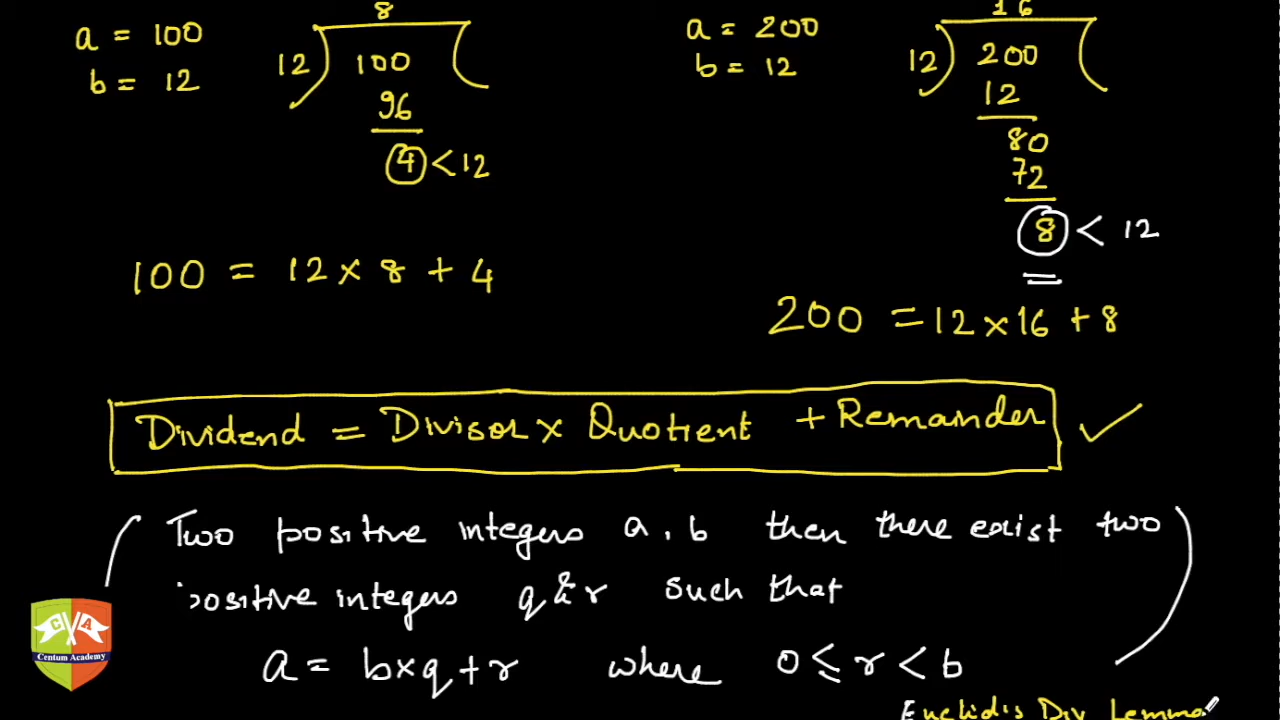 8
a = 100
b = 12
12 ) 100 (
96
4 < 12
100 = 12 × 8 + 4
16
a = 200
b = 12
12 ) 200 (
12
80
72
8 < 12
200 = 12 × 16 + 8
Dividend = Divisor × Quotient + Remainder ✓
Two positive integers a, b then there exist two
positive integers q & r such that
a = b × q + r where 0 ≤ r < b
Euclid's Div Lemma
C A
Centum Academy